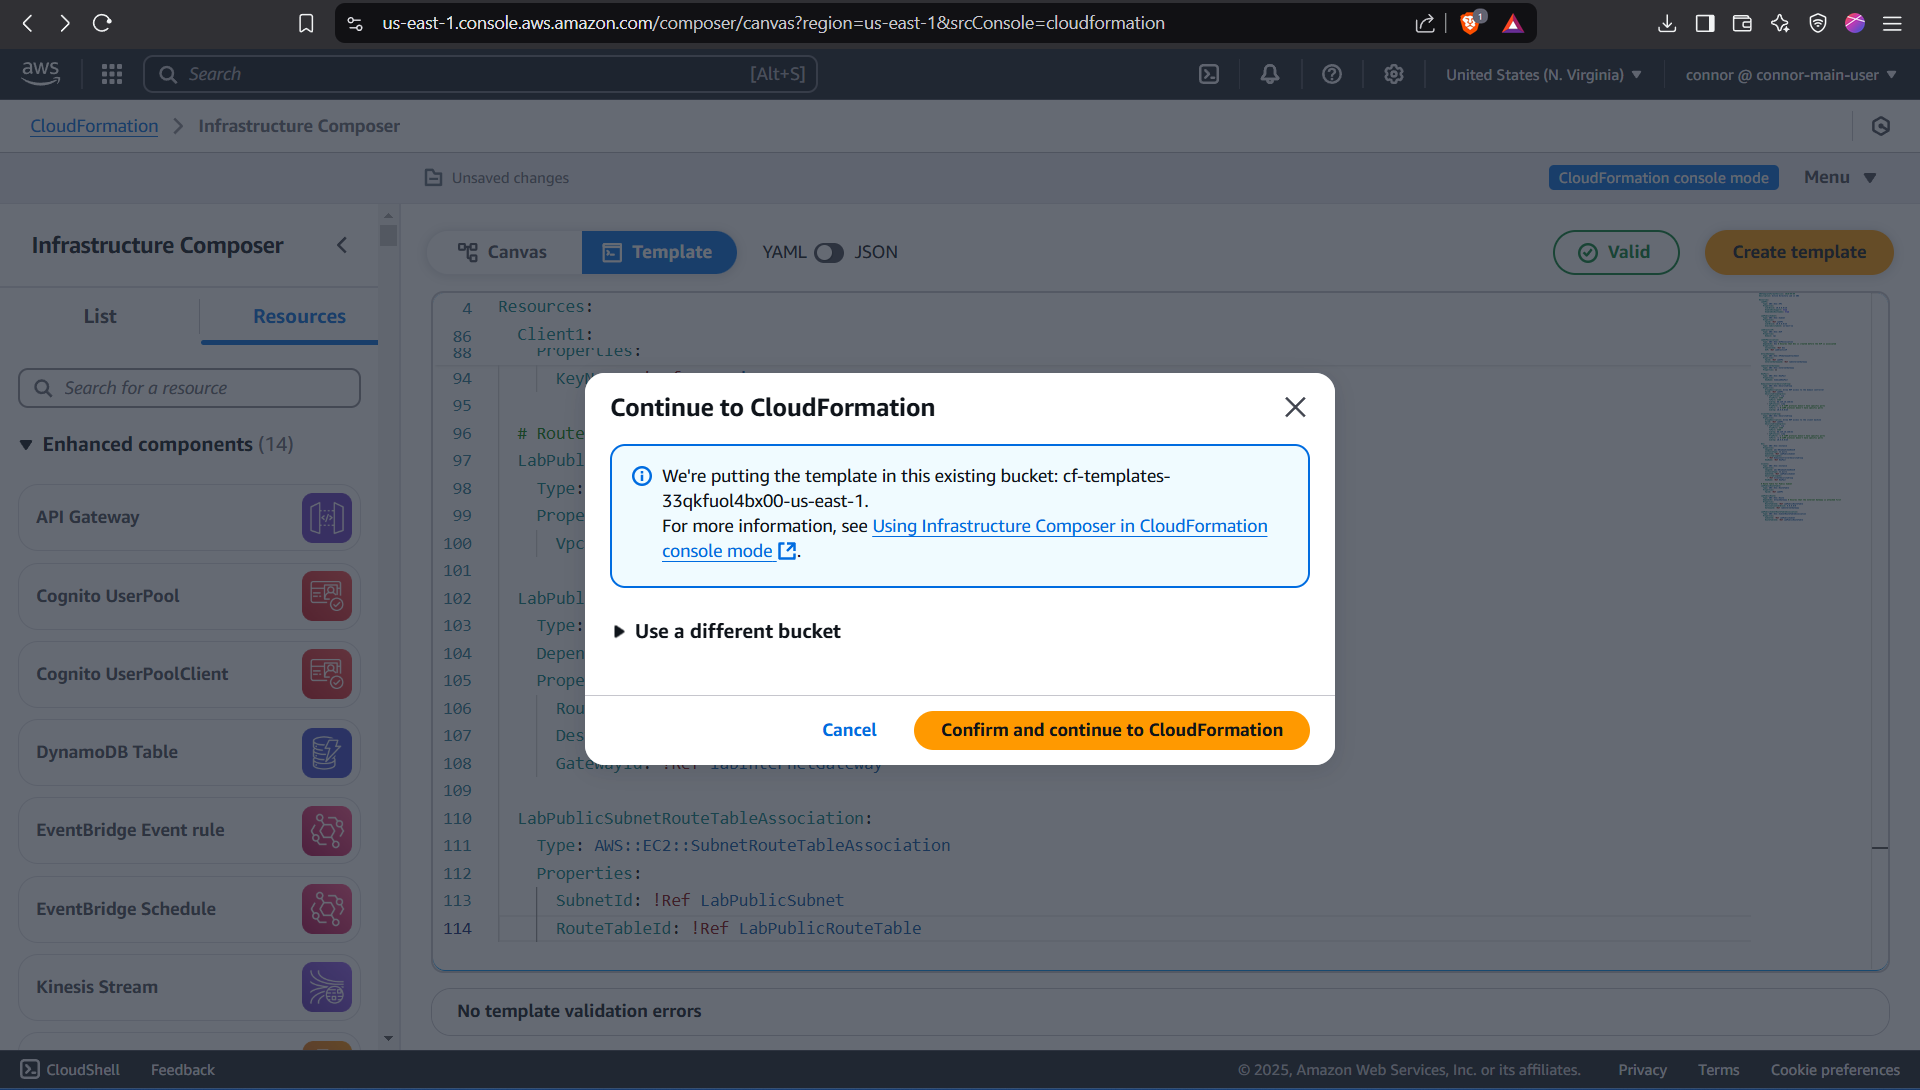 us-east-1.console.aws.amazon.com/composer/canvas?region=us-east-1&srcConsole=cloudformation
1
aws
Search
[Alt+S]
United States (N. Virginia)
connor @ connor-main-user
CloudFormation
Infrastructure Composer
Unsaved changes
CloudFormation console mode
Menu
Infrastructure Composer
Canvas
Template
YAML
JSON
Valid
Create template
List
Resources
Search for a resource
Enhanced components (14)
API Gateway
Cognito UserPool
Cognito UserPoolClient
DynamoDB Table
EventBridge Event rule
EventBridge Schedule
Kinesis Stream
4 Resources:
86 Client1:
88 Properties:
94
95
96 # Route
97 LabPubl
98 Type:
99 Prope
100 Vpc
101
102 LabPubl
103 Type:
104 Depen
105 Prope
106 Rou
107 Des
108
109
110 LabPublicSubnetRouteTableAssociation:
111 Type: AWS::EC2::SubnetRouteTableAssociation
112 Properties:
113 SubnetId: !Ref LabPublicSubnet
114 RouteTableId: !Ref LabPublicRouteTable
No template validation errors
Continue to CloudFormation
We're putting the template in this existing bucket: cf-templates-
33qkfuol4bx00-us-east-1.
For more information, see Using Infrastructure Composer in CloudFormation
console mode.
Use a different bucket
Cancel
Confirm and continue to CloudFormation
CloudShell
Feedback
© 2025, Amazon Web Services, Inc. or its affiliates.
Privacy
Terms
Cookie preferences